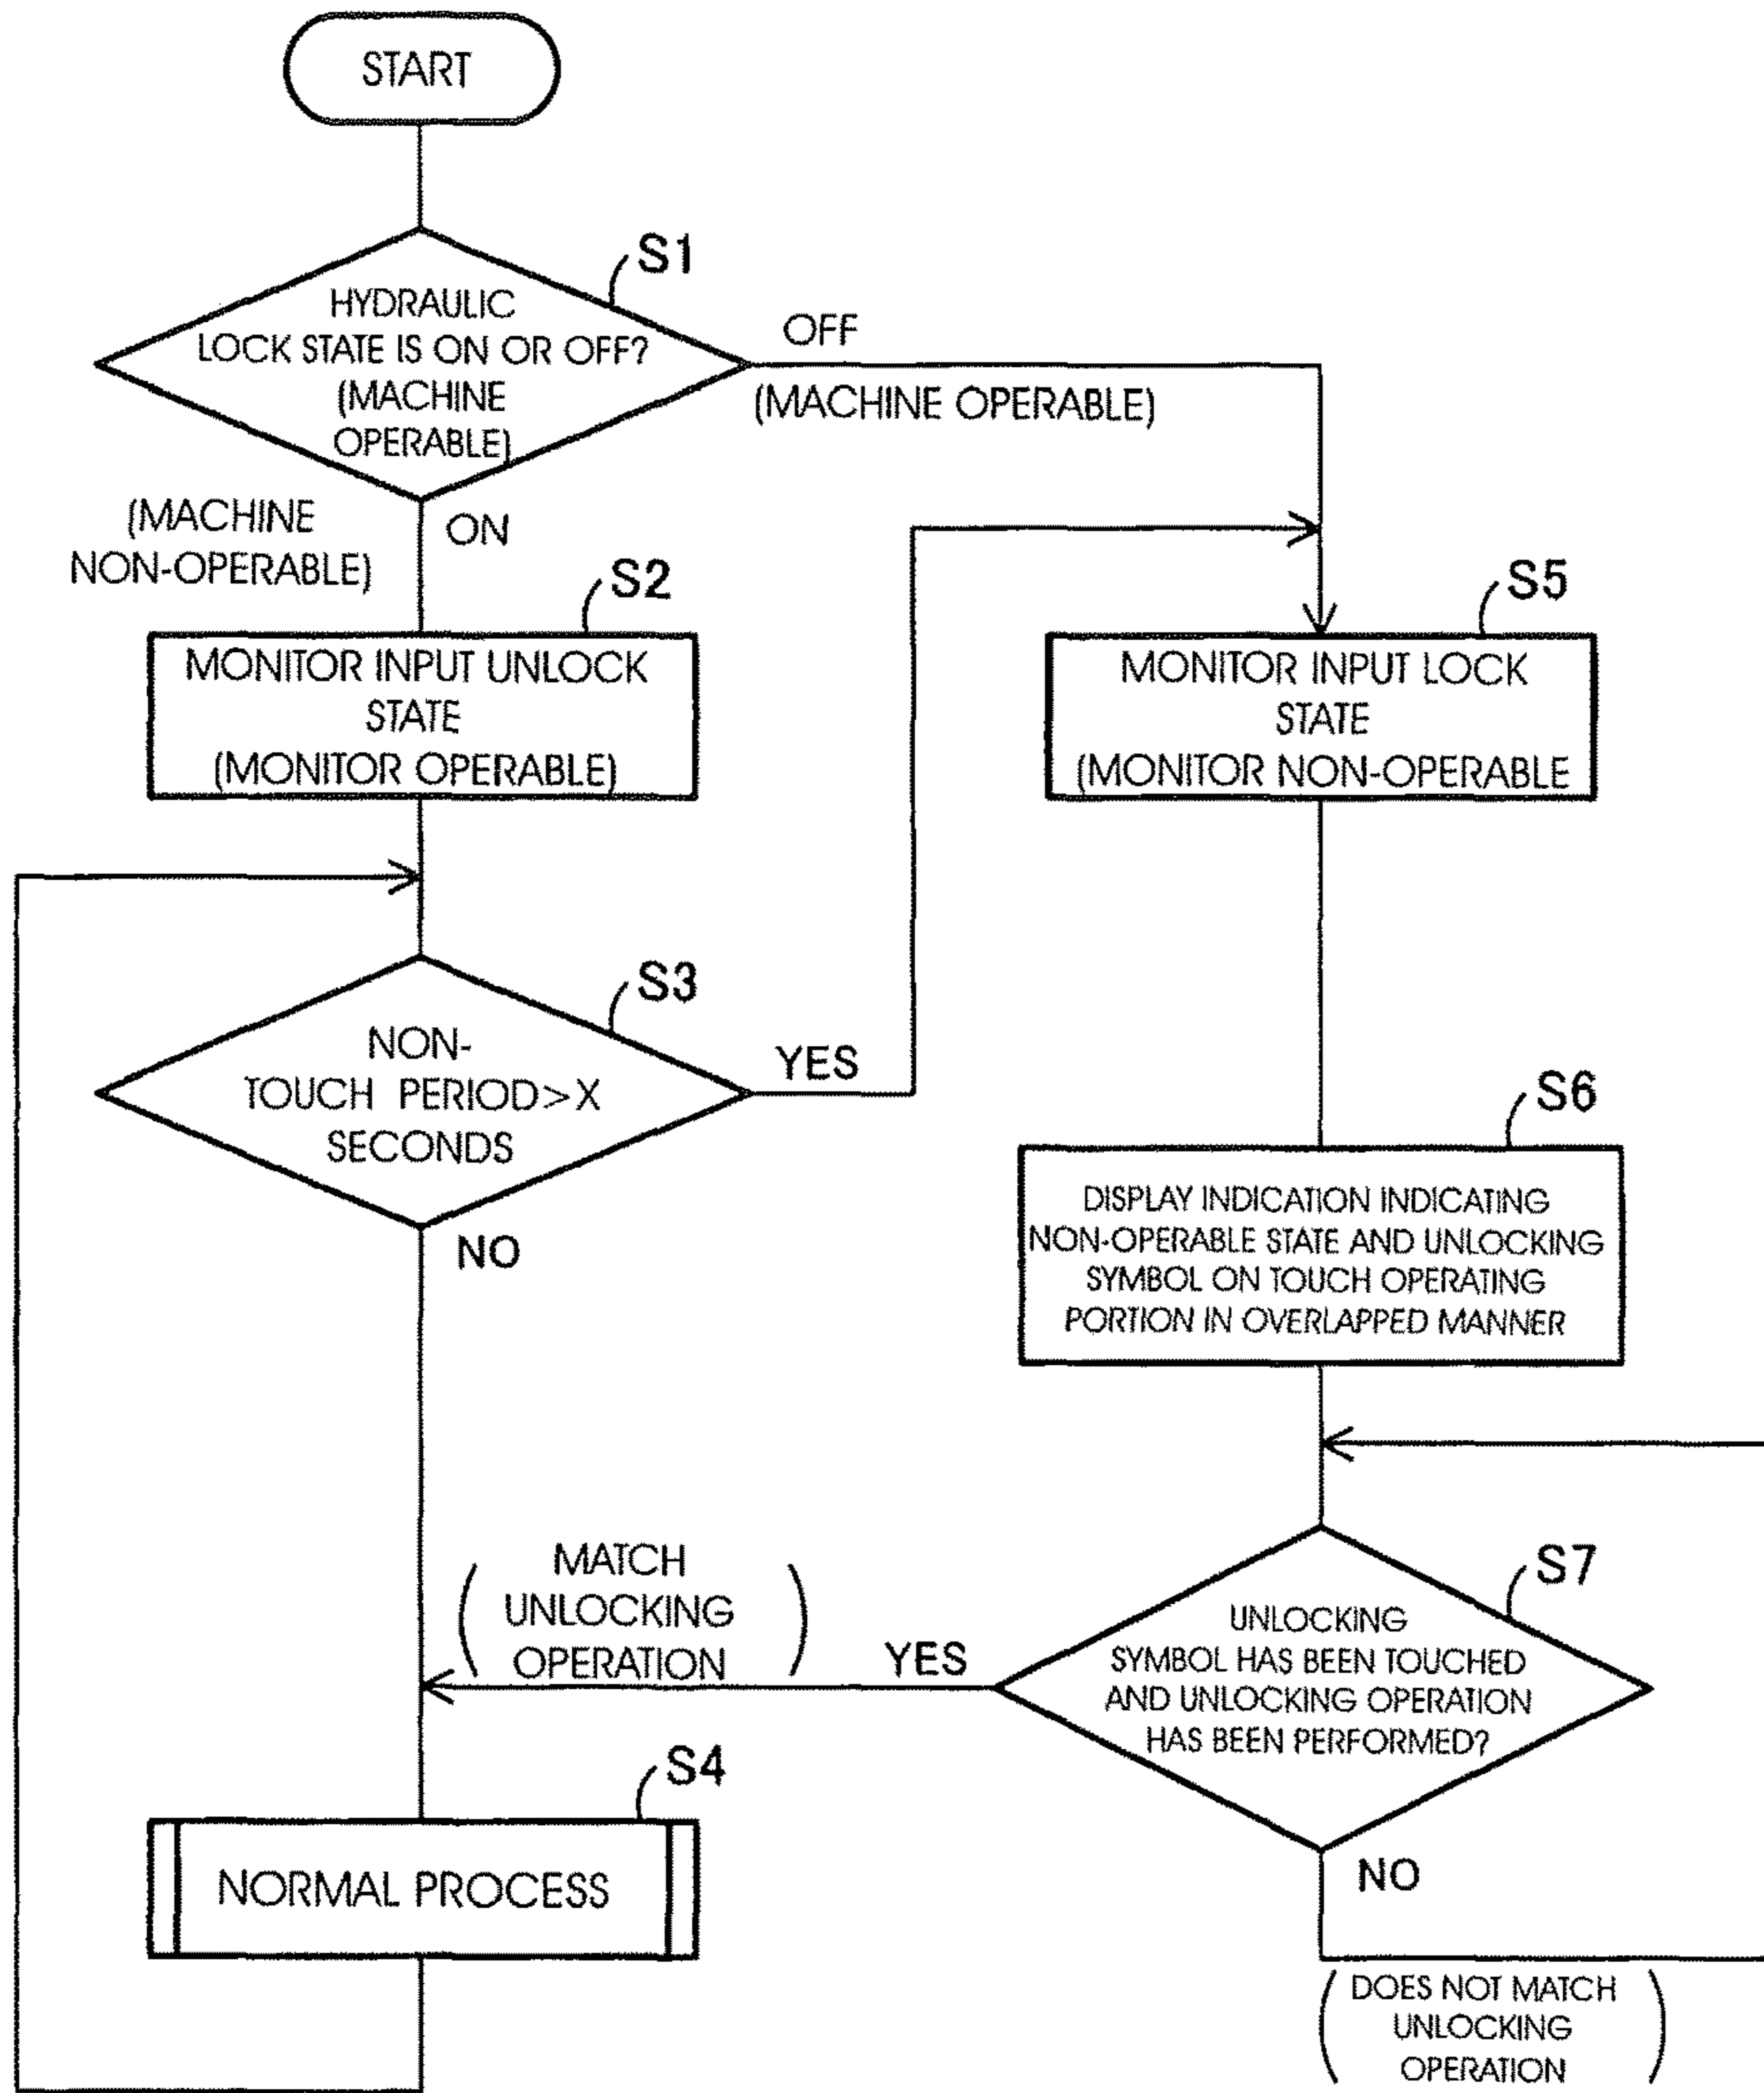 START
S1
HYDRAULIC
LOCK STATE IS ON OR OFF?
(MACHINE
OPERABLE)
OFF
(MACHINE OPERABLE)
(MACHINE
NON-OPERABLE)
ON
S2
MONITOR INPUT UNLOCK
STATE
(MONITOR OPERABLE)
S5
MONITOR INPUT LOCK
STATE
(MONITOR NON-OPERABLE
S3
NON-
TOUCH PERIOD>X
SECONDS
YES
NO
S6
DISPLAY INDICATION INDICATING
NON-OPERABLE STATE AND UNLOCKING
SYMBOL ON TOUCH OPERATING
PORTION IN OVERLAPPED MANNER
S7
UNLOCKING
SYMBOL HAS BEEN TOUCHED
AND UNLOCKING OPERATION
HAS BEEN PERFORMED?
YES
(MATCH
UNLOCKING
OPERATION)
NO
(DOES NOT MATCH
UNLOCKING
OPERATION)
S4
NORMAL PROCESS